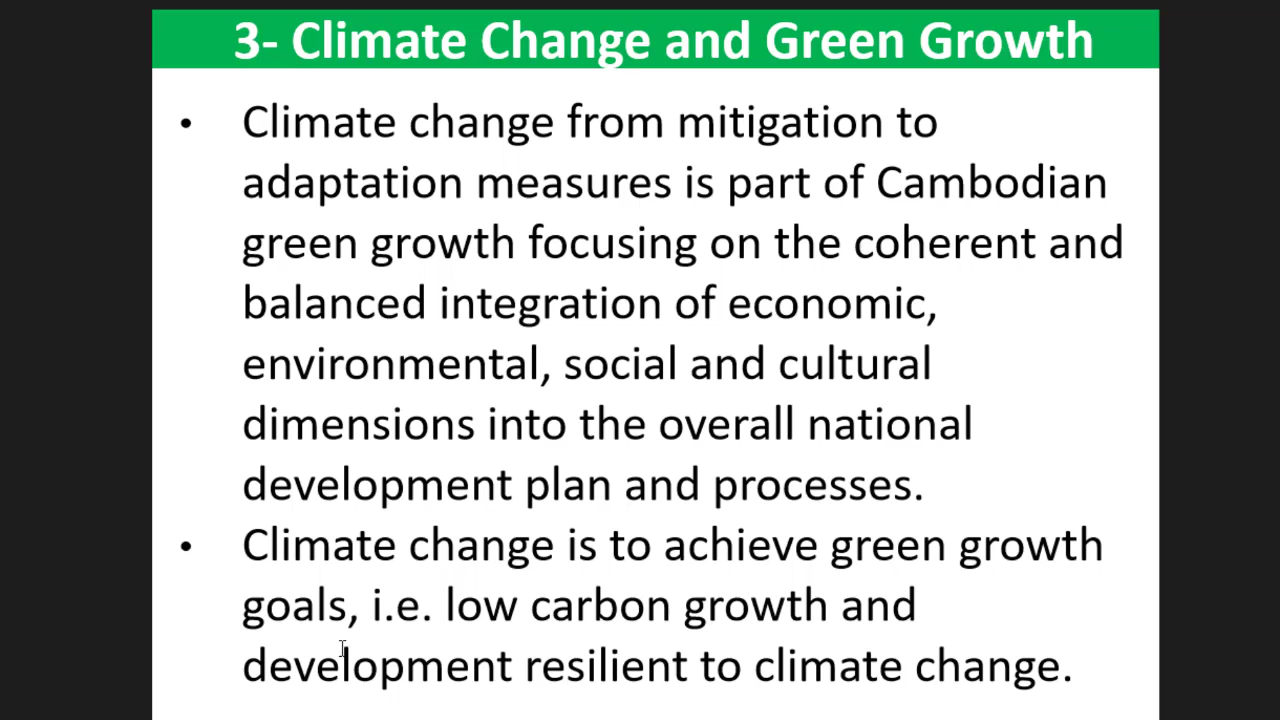 3- Climate Change and Green Growth
• Climate change from mitigation to
adaptation measures is part of Cambodian
green growth focusing on the coherent and
balanced integration of economic,
environmental, social and cultural
dimensions into the overall national
development plan and processes.
• Climate change is to achieve green growth
goals, i.e. low carbon growth and
development resilient to climate change.